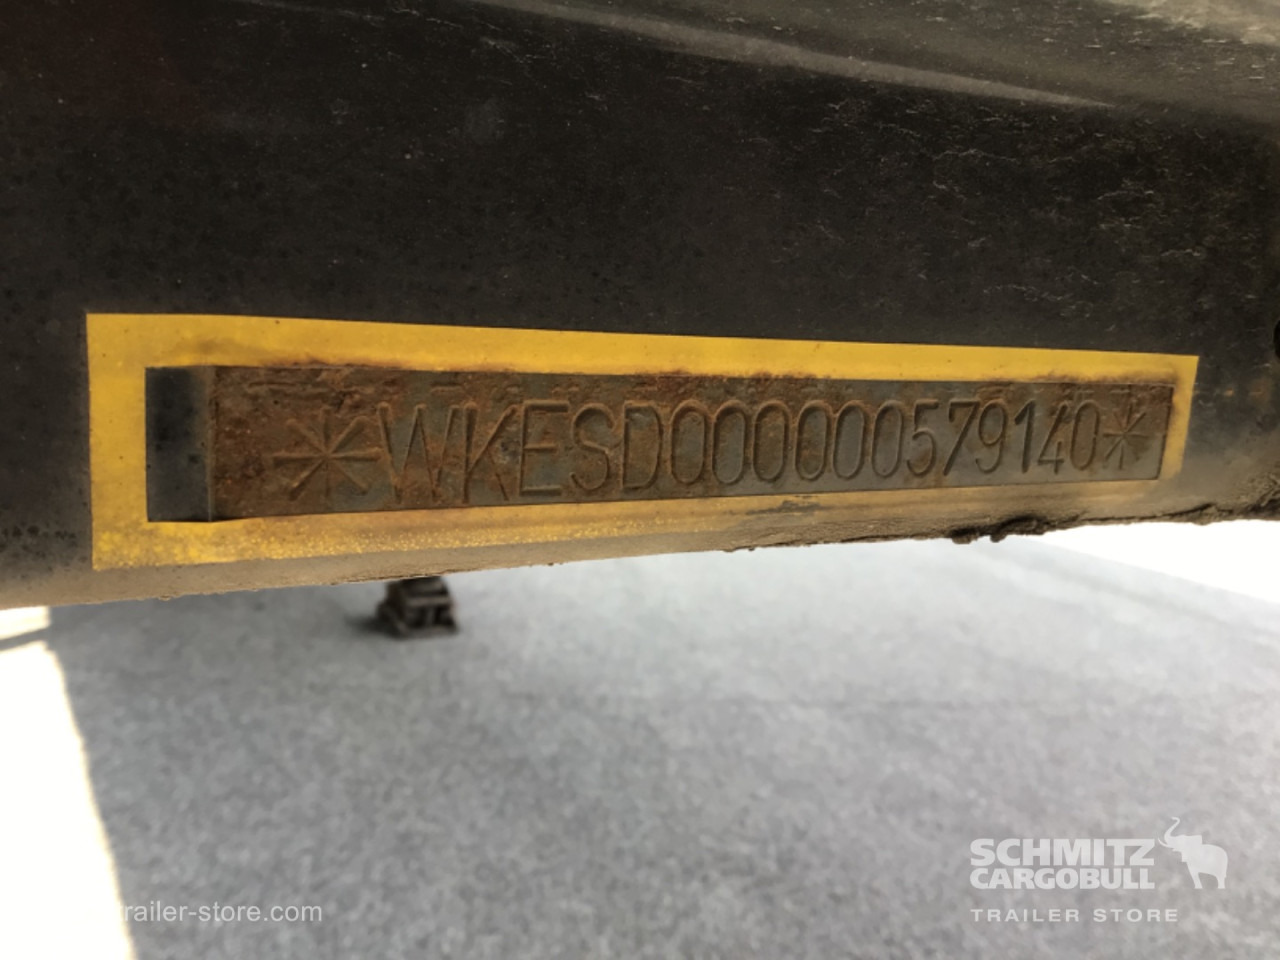 *WKESD000000579140*
SCHMITZ
CARGOBULL
TRAILER STORE
trailer-store.com